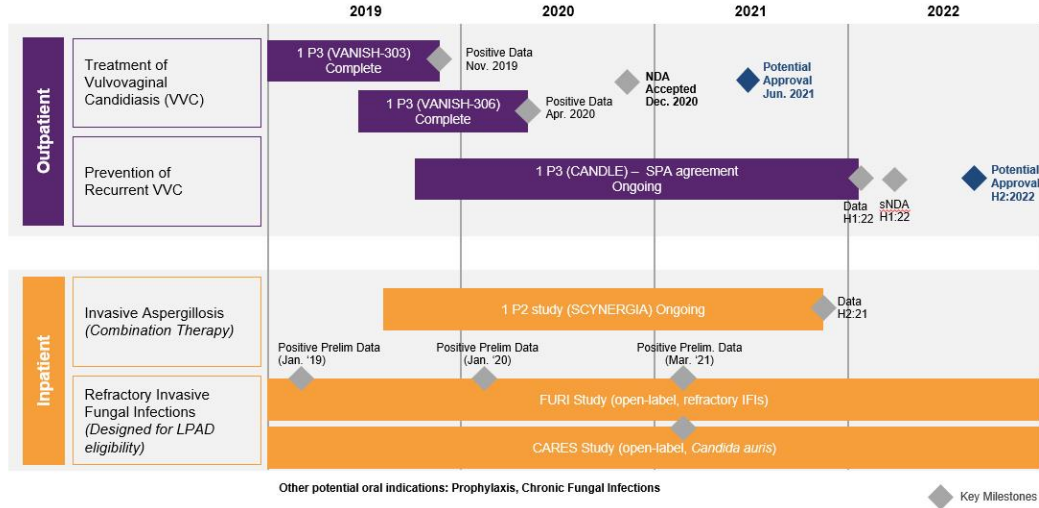 2019
2020
2021
2022
Outpatient
Treatment of
Vulvovaginal
Candidiasis (VVC)
1 P3 (VANISH-303)
Complete
Positive Data
Nov. 2019
1 P3 (VANISH-306)
Complete
Positive Data
Apr. 2020
NDA
Accepted
Dec. 2020
Potential
Approval
Jun. 2021
Prevention of
Recurrent VVC
1 P3 (CANDLE) – SPA agreement
Ongoing
Data
H1:22
sNDA
H1:22
Potential
Approval
H2:2022
Inpatient
Invasive Aspergillosis
(Combination Therapy)
1 P2 study (SCYNERGIA) Ongoing
Data
H2:21
Positive Prelim Data
(Jan. ‘19)
Positive Prelim Data
(Jan. ‘20)
Positive Prelim. Data
(Mar. ‘21)
Refractory Invasive
Fungal Infections
(Designed for LPAD
eligibility)
FURI Study (open-label, refractory IFIs)
CARES Study (open-label, Candida auris)
Other potential oral indications: Prophylaxis, Chronic Fungal Infections
Key Milestones